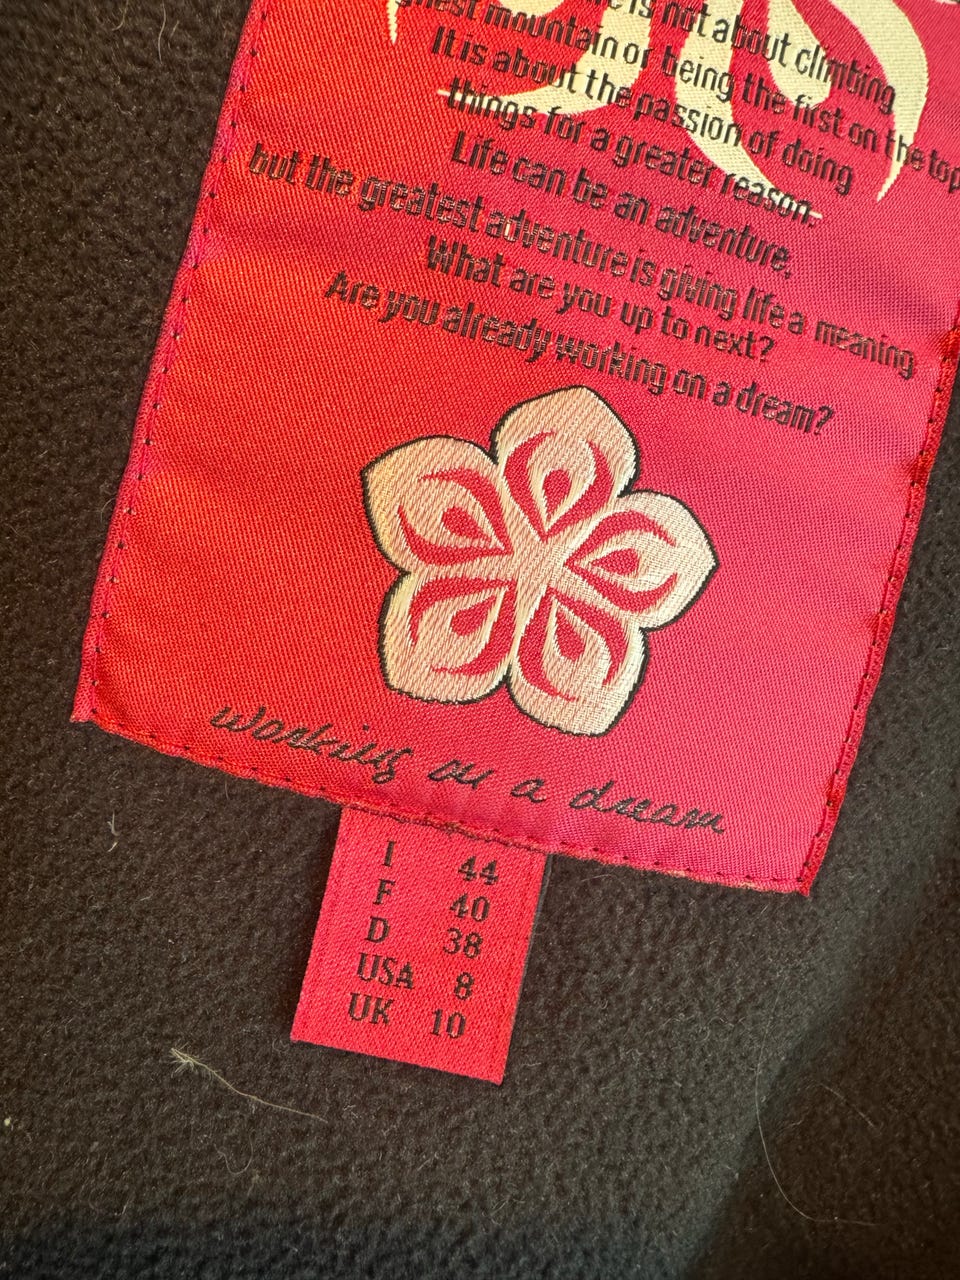 is not about climbing
mountain or being the first on the top
It is about the passion of doing
things for a greater reason.
Life can be an adventure,
but the greatest adventure is giving life a meaning.
What are you up to next?
Are you already working on a dream?
working on a dream
I 44
F 40
D 38
USA 8
UK 10